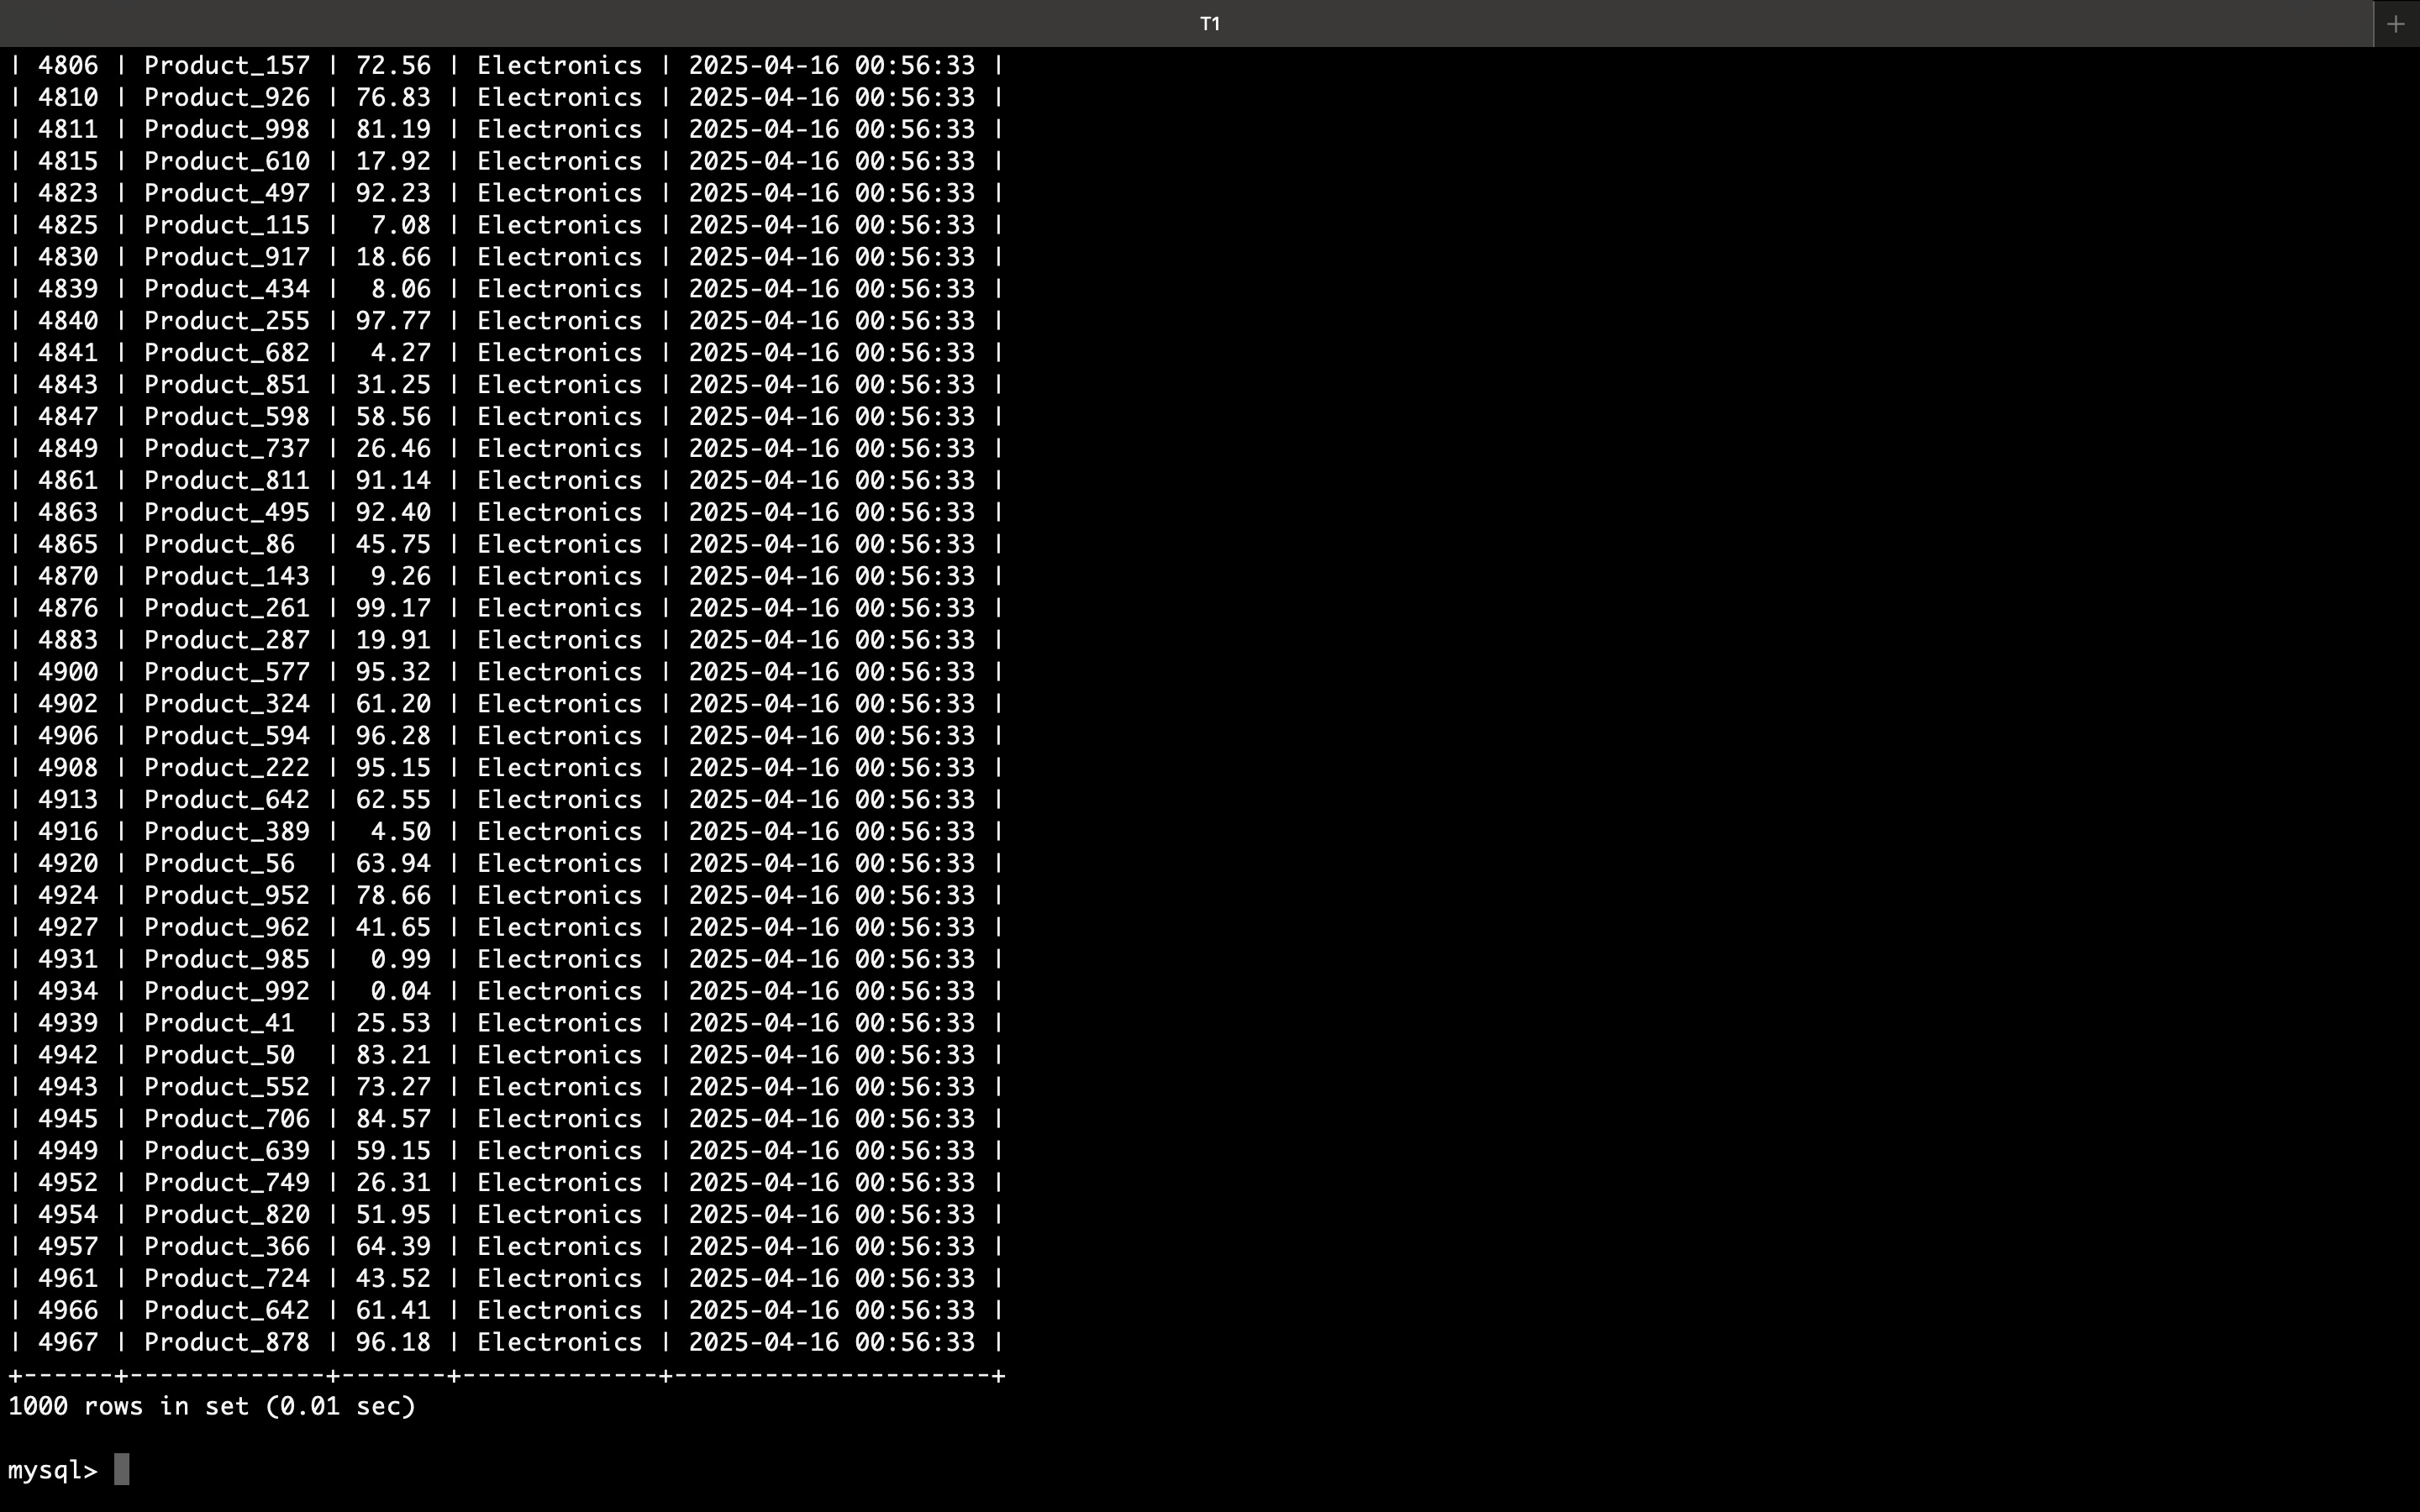 T1
+
| 4806 | Product_157 | 72.56 | Electronics | 2025-04-16 00:56:33 |
| 4810 | Product_926 | 76.83 | Electronics | 2025-04-16 00:56:33 |
| 4811 | Product_998 | 81.19 | Electronics | 2025-04-16 00:56:33 |
| 4815 | Product_610 | 17.92 | Electronics | 2025-04-16 00:56:33 |
| 4823 | Product_497 | 92.23 | Electronics | 2025-04-16 00:56:33 |
| 4825 | Product_115 |  7.08 | Electronics | 2025-04-16 00:56:33 |
| 4830 | Product_917 | 18.66 | Electronics | 2025-04-16 00:56:33 |
| 4839 | Product_434 |  8.06 | Electronics | 2025-04-16 00:56:33 |
| 4840 | Product_255 | 97.77 | Electronics | 2025-04-16 00:56:33 |
| 4841 | Product_682 |  4.27 | Electronics | 2025-04-16 00:56:33 |
| 4843 | Product_851 | 31.25 | Electronics | 2025-04-16 00:56:33 |
| 4847 | Product_598 | 58.56 | Electronics | 2025-04-16 00:56:33 |
| 4849 | Product_737 | 26.46 | Electronics | 2025-04-16 00:56:33 |
| 4861 | Product_811 | 91.14 | Electronics | 2025-04-16 00:56:33 |
| 4863 | Product_495 | 92.40 | Electronics | 2025-04-16 00:56:33 |
| 4865 | Product_86  | 45.75 | Electronics | 2025-04-16 00:56:33 |
| 4870 | Product_143 |  9.26 | Electronics | 2025-04-16 00:56:33 |
| 4876 | Product_261 | 99.17 | Electronics | 2025-04-16 00:56:33 |
| 4883 | Product_287 | 19.91 | Electronics | 2025-04-16 00:56:33 |
| 4900 | Product_577 | 95.32 | Electronics | 2025-04-16 00:56:33 |
| 4902 | Product_324 | 61.20 | Electronics | 2025-04-16 00:56:33 |
| 4906 | Product_594 | 96.28 | Electronics | 2025-04-16 00:56:33 |
| 4908 | Product_222 | 95.15 | Electronics | 2025-04-16 00:56:33 |
| 4913 | Product_642 | 62.55 | Electronics | 2025-04-16 00:56:33 |
| 4916 | Product_389 |  4.50 | Electronics | 2025-04-16 00:56:33 |
| 4920 | Product_56  | 63.94 | Electronics | 2025-04-16 00:56:33 |
| 4924 | Product_952 | 78.66 | Electronics | 2025-04-16 00:56:33 |
| 4927 | Product_962 | 41.65 | Electronics | 2025-04-16 00:56:33 |
| 4931 | Product_985 |  0.99 | Electronics | 2025-04-16 00:56:33 |
| 4934 | Product_992 |  0.04 | Electronics | 2025-04-16 00:56:33 |
| 4939 | Product_41  | 25.53 | Electronics | 2025-04-16 00:56:33 |
| 4942 | Product_50  | 83.21 | Electronics | 2025-04-16 00:56:33 |
| 4943 | Product_552 | 73.27 | Electronics | 2025-04-16 00:56:33 |
| 4945 | Product_706 | 84.57 | Electronics | 2025-04-16 00:56:33 |
| 4949 | Product_639 | 59.15 | Electronics | 2025-04-16 00:56:33 |
| 4952 | Product_749 | 26.31 | Electronics | 2025-04-16 00:56:33 |
| 4954 | Product_820 | 51.95 | Electronics | 2025-04-16 00:56:33 |
| 4957 | Product_366 | 64.39 | Electronics | 2025-04-16 00:56:33 |
| 4961 | Product_724 | 43.52 | Electronics | 2025-04-16 00:56:33 |
| 4966 | Product_642 | 61.41 | Electronics | 2025-04-16 00:56:33 |
| 4967 | Product_878 | 96.18 | Electronics | 2025-04-16 00:56:33 |
+------+-------------+-------+-------------+---------------------+
1000 rows in set (0.01 sec)
mysql>